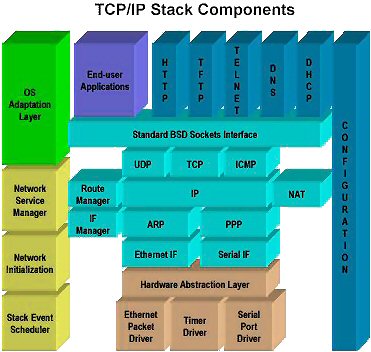 TCP/IP Stack Components
OS
Adaptation
Layer
End-user
Applications
HTTP
TFTP
TELNET
DNS
DHCP
CONFIGURATION
Standard BSD Sockets Interface
UDP
TCP
ICMP
Network
Service
Manager
Route
Manager
IP
NAT
IF
Manager
ARP
PPP
Network
Initialization
Ethernet IF
Serial IF
Hardware Abstraction Layer
Stack Event
Scheduler
Ethernet
Packet
Driver
Timer
Driver
Serial
Port
Driver